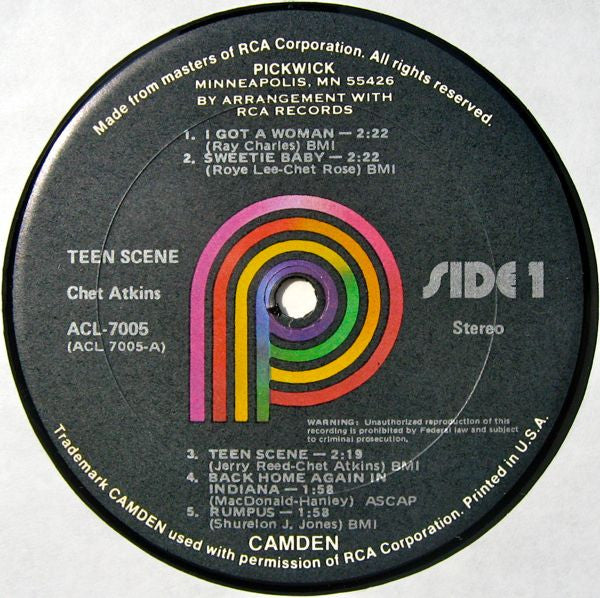 Made from masters of RCA Corporation. All rights reserved.
PICKWICK
MINNEAPOLIS, MN 55426
BY ARRANGEMENT WITH
RCA RECORDS
1. I GOT A WOMAN — 2:22
(Ray Charles) BMI
2. SWEETIE BABY — 2:22
(Roye Lee-Chet Rose) BMI
TEEN SCENE
Chet Atkins
ACL-7005
(ACL 7005-A)
SIDE 1
Stereo
WARNING: Unauthorized reproduction of this
recording is prohibited by Federal law and subject
to criminal prosecution.
3. TEEN SCENE — 2:19
(Jerry Reed-Chet Atkins) BMI
4. BACK HOME AGAIN IN
INDIANA — 1:58
(MacDonald-Hanley) ASCAP
5. RUMPUS — 1:58
(Shurelon J. Jones) BMI
CAMDEN
Trademark CAMDEN used with permission of RCA Corporation. Printed in U.S.A.